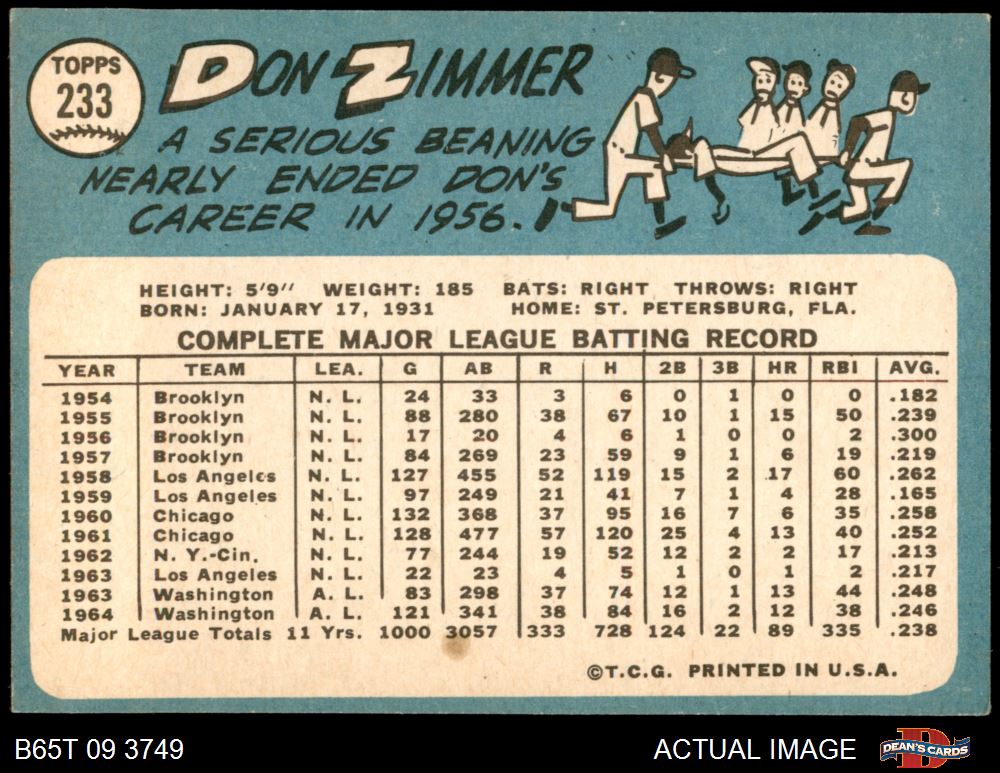 TOPPS
233
DON ZIMMER
A SERIOUS BEANING
NEARLY ENDED DON'S
CAREER IN 1956.
HEIGHT: 5'9" WEIGHT: 185 BATS: RIGHT THROWS: RIGHT
BORN: JANUARY 17, 1931 HOME: ST. PETERSBURG, FLA.
COMPLETE MAJOR LEAGUE BATTING RECORD
YEAR TEAM LEA. G AB R H 2B 3B HR RBI AVG.
1954 Brooklyn N. L. 24 33 3 6 0 1 0 0 .182
1955 Brooklyn N. L. 88 280 38 67 10 1 15 50 .239
1956 Brooklyn N. L. 17 20 4 6 1 0 0 2 .300
1957 Brooklyn N. L. 84 269 23 59 9 1 6 19 .219
1958 Los Angeles N. L. 127 455 52 119 15 2 17 60 .262
1959 Los Angeles N. L. 97 249 21 41 7 1 4 28 .165
1960 Chicago N. L. 132 368 37 95 16 7 6 35 .258
1961 Chicago N. L. 128 477 57 120 25 4 13 40 .252
1962 N. Y.-Cin. N. L. 77 244 19 52 12 2 2 17 .213
1963 Los Angeles N. L. 22 23 4 5 1 0 1 2 .217
1963 Washington A. L. 83 298 37 74 12 1 13 44 .248
1964 Washington A. L. 121 341 38 84 16 2 12 38 .246
Major League Totals 11 Yrs. 1000 3057 333 728 124 22 89 335 .238
©T.C.G. PRINTED IN U.S.A.
B65T 09 3749 ACTUAL IMAGE DEAN'S CARDS